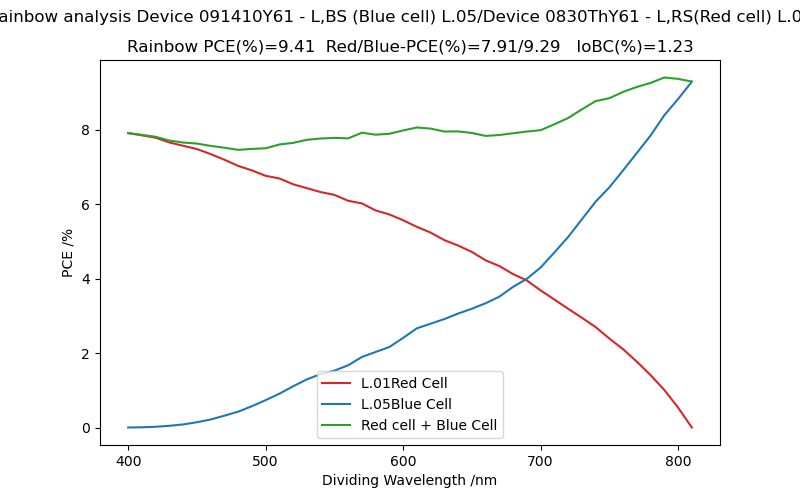 ainbow analysis Device 091410Y61 - L,BS (Blue cell) L.05/Device 0830ThY61 - L,RS(Red cell) L.0
Rainbow PCE(%)=9.41 Red/Blue-PCE(%)=7.91/9.29 IoBC(%)=1.23
8
6
4
2
0
PCE /%
L.01Red Cell
L.05Blue Cell
Red cell + Blue Cell
400 500 600 700 800
Dividing Wavelength /nm